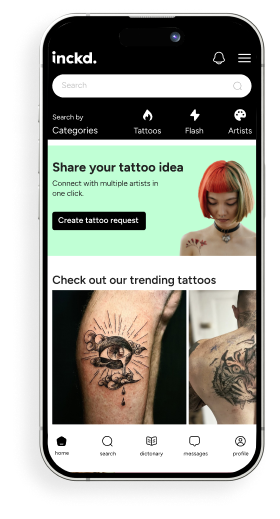 inckd.
Search
Search by
Categories
Tattoos
Flash
Artists
Share your tattoo idea
Connect with multiple artists in
one click.
Create tattoo request
Check out our trending tattoos
home
search
dictonary
messages
profile